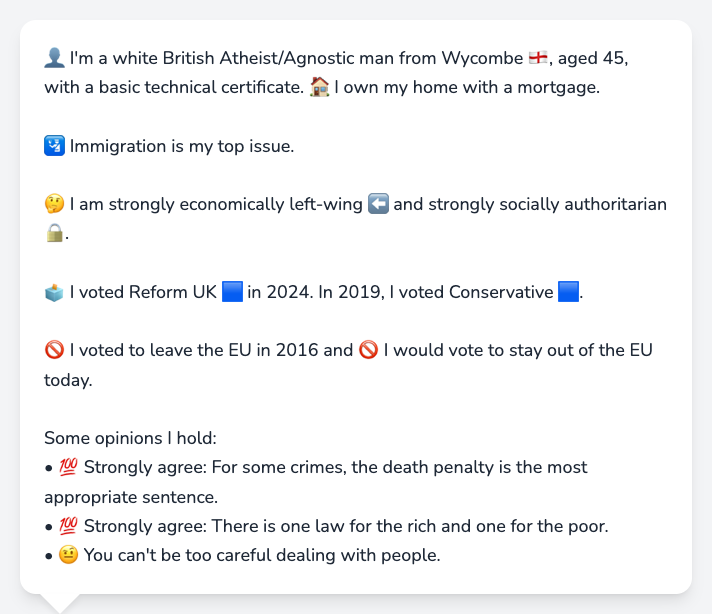 👤 I'm a white British Atheist/Agnostic man from Wycombe 🏴󠁧󠁢󠁥󠁮󠁧󠁿, aged 45,
with a basic technical certificate. 🏠 I own my home with a mortgage.
🛂 Immigration is my top issue.
🤔 I am strongly economically left-wing ⬅️ and strongly socially authoritarian
🔒.
🗳️ I voted Reform UK 🟦 in 2024. In 2019, I voted Conservative 🟦.
🚫 I voted to leave the EU in 2016 and 🚫 I would vote to stay out of the EU
today.
Some opinions I hold:
• 💯 Strongly agree: For some crimes, the death penalty is the most
appropriate sentence.
• 💯 Strongly agree: There is one law for the rich and one for the poor.
• 🤨 You can't be too careful dealing with people.